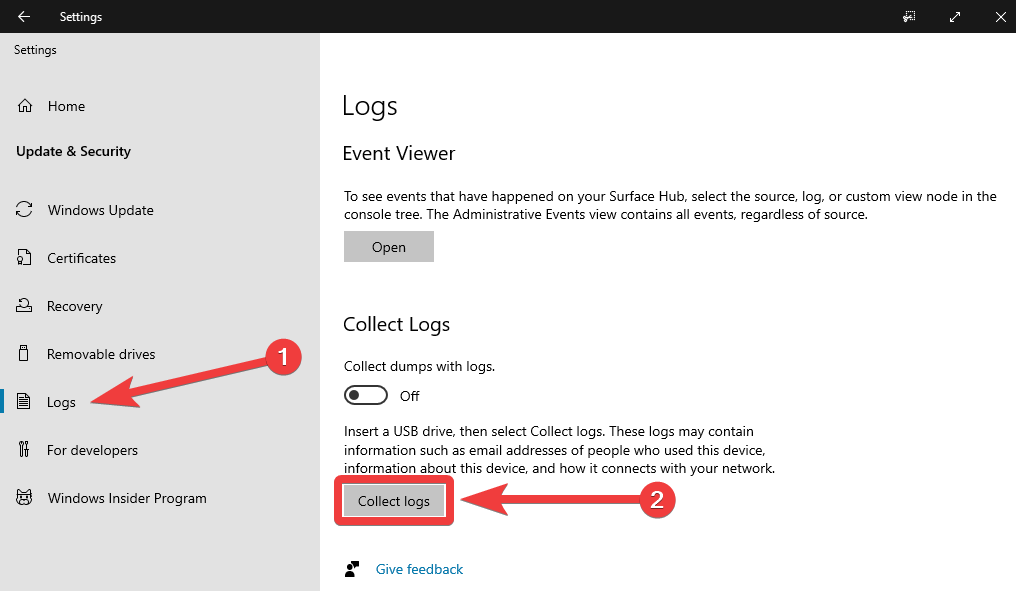 Settings
Settings
Home
Update & Security
Windows Update
Certificates
Recovery
Removable drives
1
Logs
For developers
Windows Insider Program
Logs
Event Viewer
To see events that have happened on your Surface Hub, select the source, log, or custom view node in the
console tree. The Administrative Events view contains all events, regardless of source.
Open
Collect Logs
Collect dumps with logs.
Off
Insert a USB drive, then select Collect logs. These logs may contain
information such as email addresses of people who used this device,
information about this device, and how it connects with your network.
Collect logs
2
Give feedback